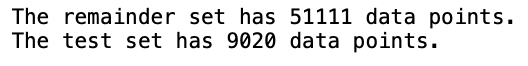 The remainder set has 51111 data points.
The test set has 9020 data points.